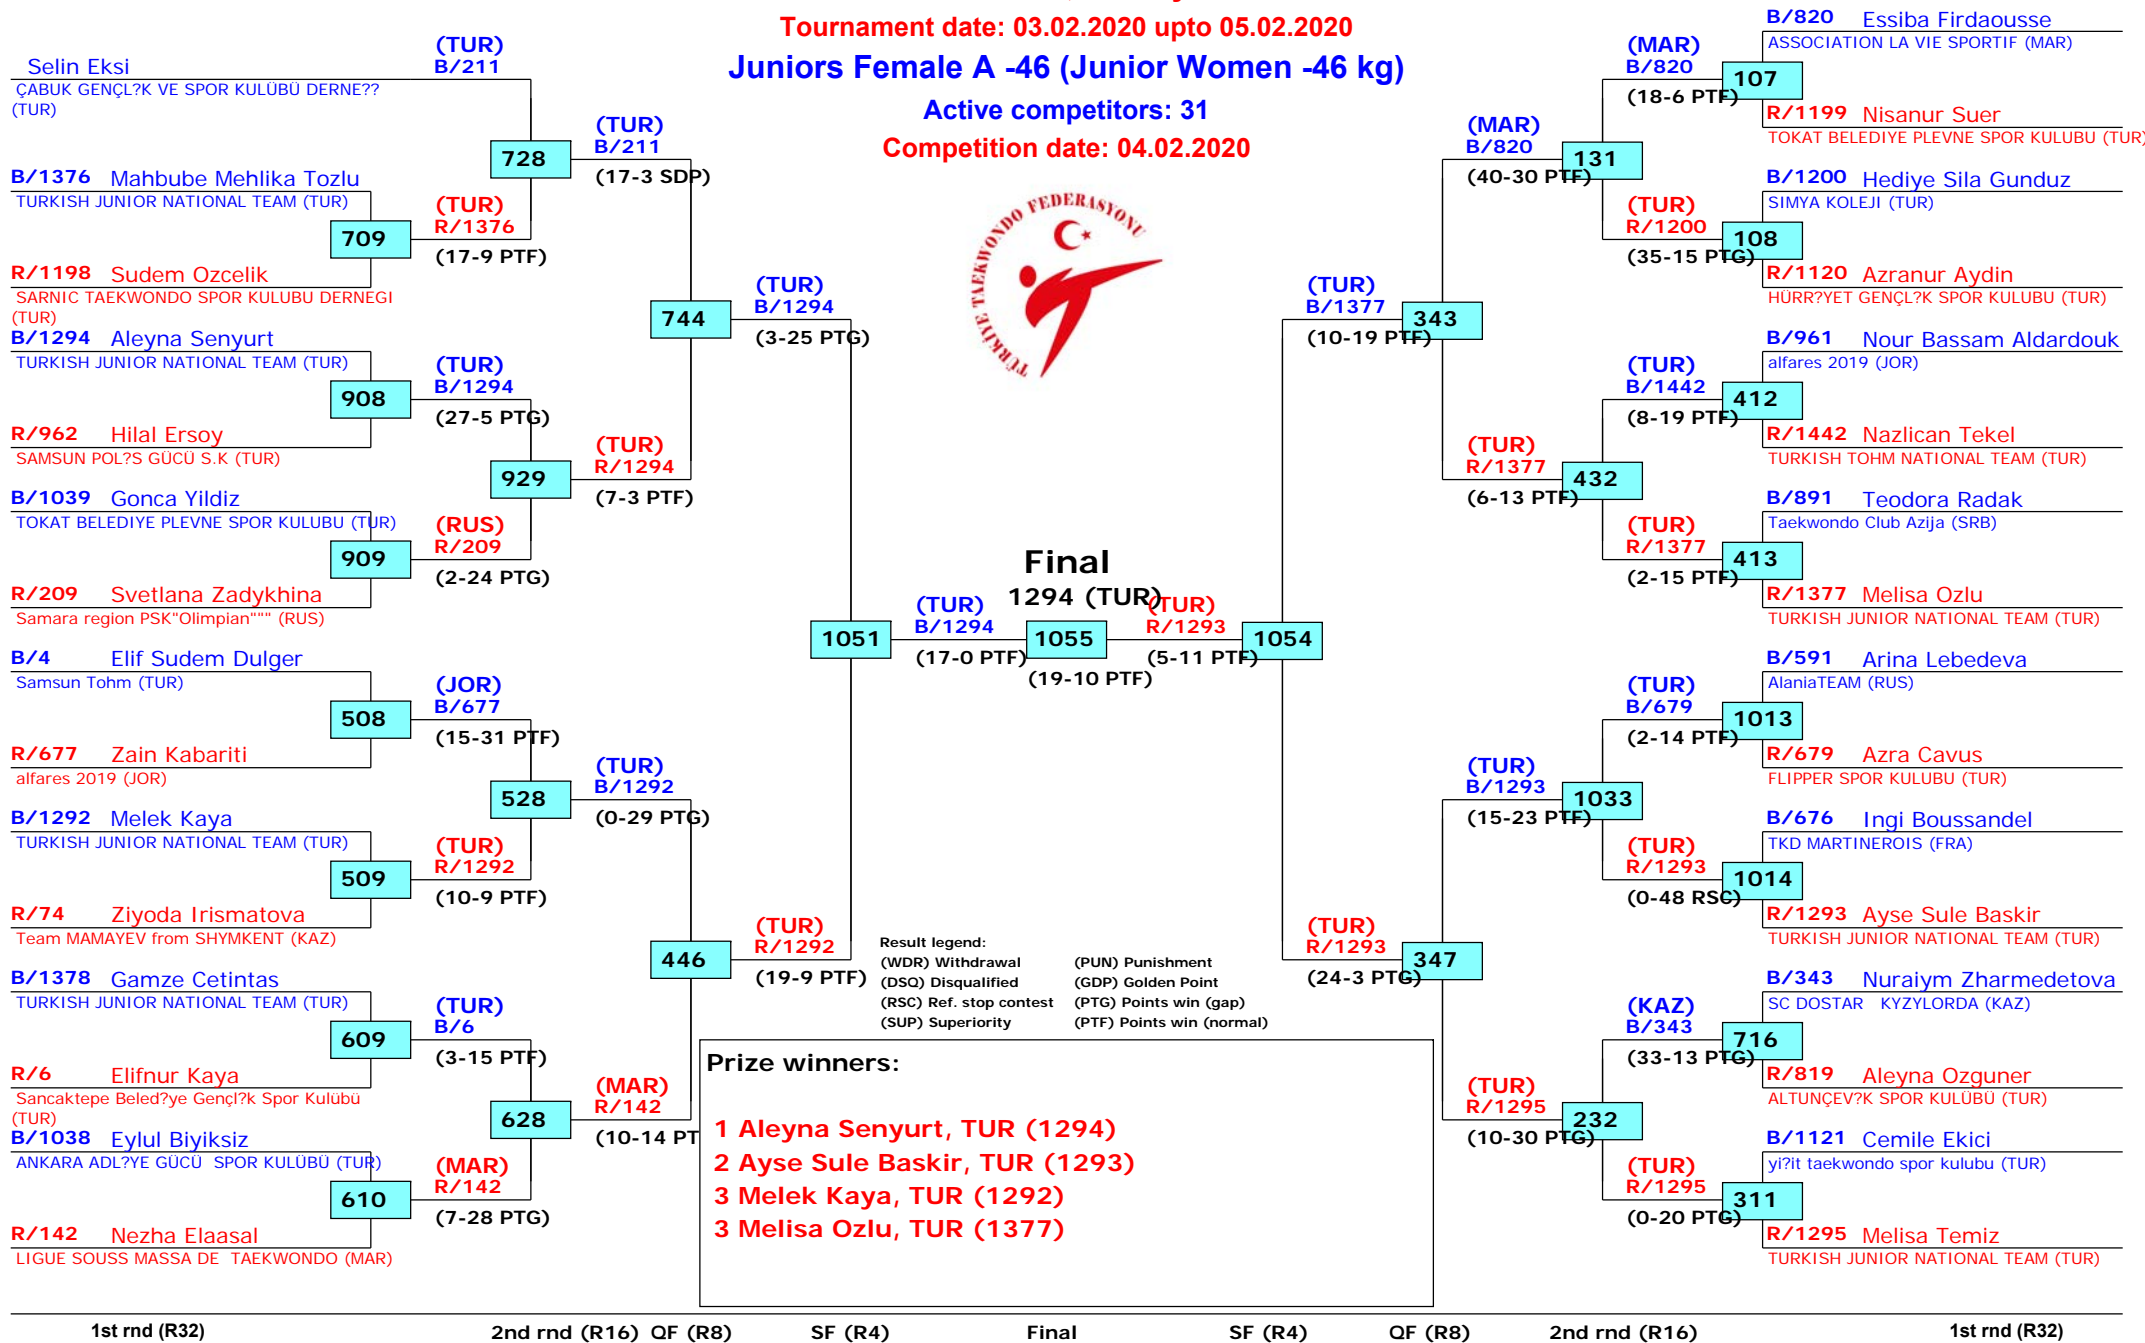 Tournament date: 03.02.2020 upto 05.02.2020
Juniors Female A -46 (Junior Women -46 kg)
Active competitors: 31
Competition date: 04.02.2020
TÜRKİYE TAEKWONDO FEDERASYONU
Selin Eksi
ÇABUK GENÇL?K VE SPOR KULÜBÜ DERNE??
(TUR)
B/1376 Mahbube Mehlika Tozlu
TURKISH JUNIOR NATIONAL TEAM (TUR)
709
R/1198 Sudem Ozcelik
SARNIC TAEKWONDO SPOR KULUBU DERNEGI
(TUR)
B/1294 Aleyna Senyurt
TURKISH JUNIOR NATIONAL TEAM (TUR)
908
R/962 Hilal Ersoy
SAMSUN POL?S GÜCÜ S.K (TUR)
B/1039 Gonca Yildiz
TOKAT BELEDIYE PLEVNE SPOR KULUBU (TUR)
909
R/209 Svetlana Zadykhina
Samara region PSK"Olimpian""" (RUS)
B/4 Elif Sudem Dulger
Samsun Tohm (TUR)
508
R/677 Zain Kabariti
alfares 2019 (JOR)
B/1292 Melek Kaya
TURKISH JUNIOR NATIONAL TEAM (TUR)
509
R/74 Ziyoda Irismatova
Team MAMAYEV from SHYMKENT (KAZ)
B/1378 Gamze Cetintas
TURKISH JUNIOR NATIONAL TEAM (TUR)
609
R/6 Elifnur Kaya
Sancaktepe Beled?ye Gençl?k Spor Kulübü
(TUR)
B/1038 Eylul Biyiksiz
ANKARA ADL?YE GÜCÜ SPOR KULÜBÜ (TUR)
610
R/142 Nezha Elaasal
LIGUE SOUSS MASSA DE TAEKWONDO (MAR)
(TUR)
B/211
728
(TUR)
R/1376
(17-9 PTF)
(TUR)
B/1294
(27-5 PTG)
929
(RUS)
R/209
(2-24 PTG)
(JOR)
B/677
(15-31 PTF)
528
(TUR)
R/1292
(10-9 PTF)
(TUR)
B/6
(3-15 PTF)
628
(MAR)
R/142
(7-28 PTG)
(TUR)
B/211
(17-3 SDP)
744
(TUR)
R/1294
(7-3 PTF)
(TUR)
B/1292
(0-29 PTG)
446
(MAR)
R/142
(10-14 PT
(TUR)
B/1294
(3-25 PTG)
1051
(TUR)
R/1292
(19-9 PTF)
(TUR)
B/1294
(17-0 PTF)
Final
1294 (TUR)
1055
(19-10 PTF)
(TUR)
R/1293
(5-11 PTF)
1054
(TUR)
B/1377
(10-19 PTF)
(TUR)
R/1293
(24-3 PTG)
(MAR)
B/820
(40-30 PTF)
343
(TUR)
R/1377
(6-13 PTF)
(TUR)
B/1293
(15-23 PTF)
347
(TUR)
R/1295
(10-30 PTG)
(MAR)
B/820
(18-6 PTF)
131
(TUR)
R/1200
(35-15 PTG)
(TUR)
B/1442
(8-19 PTF)
432
(TUR)
R/1377
(2-15 PTF)
(TUR)
B/679
(2-14 PTF)
1033
(TUR)
R/1293
(0-48 RSC)
(KAZ)
B/343
(33-13 PTG)
232
(TUR)
R/1295
(0-20 PTG)
B/820 Essiba Firdaousse
ASSOCIATION LA VIE SPORTIF (MAR)
107
R/1199 Nisanur Suer
TOKAT BELEDIYE PLEVNE SPOR KULUBU (TUR)
B/1200 Hediye Sila Gunduz
SIMYA KOLEJI (TUR)
108
R/1120 Azranur Aydin
HÜRR?YET GENÇL?K SPOR KULUBU (TUR)
B/961 Nour Bassam Aldardouk
alfares 2019 (JOR)
412
R/1442 Nazlican Tekel
TURKISH TOHM NATIONAL TEAM (TUR)
B/891 Teodora Radak
Taekwondo Club Azija (SRB)
413
R/1377 Melisa Ozlu
TURKISH JUNIOR NATIONAL TEAM (TUR)
B/591 Arina Lebedeva
AlaniaTEAM (RUS)
1013
R/679 Azra Cavus
FLIPPER SPOR KULUBU (TUR)
B/676 Ingi Boussandel
TKD MARTINEROIS (FRA)
1014
R/1293 Ayse Sule Baskir
TURKISH JUNIOR NATIONAL TEAM (TUR)
B/343 Nuraiym Zharmedetova
SC DOSTAR KYZYLORDA (KAZ)
716
R/819 Aleyna Ozguner
ALTUNÇEV?K SPOR KULÜBÜ (TUR)
B/1121 Cemile Ekici
yi?it taekwondo spor kulubu (TUR)
311
R/1295 Melisa Temiz
TURKISH JUNIOR NATIONAL TEAM (TUR)
Result legend:
(WDR) Withdrawal (PUN) Punishment
(DSQ) Disqualified (GDP) Golden Point
(RSC) Ref. stop contest (PTG) Points win (gap)
(SUP) Superiority (PTF) Points win (normal)
Prize winners:
1 Aleyna Senyurt, TUR (1294)
2 Ayse Sule Baskir, TUR (1293)
3 Melek Kaya, TUR (1292)
3 Melisa Ozlu, TUR (1377)
1st rnd (R32) 2nd rnd (R16) QF (R8) SF (R4) Final SF (R4) QF (R8) 2nd rnd (R16) 1st rnd (R32)